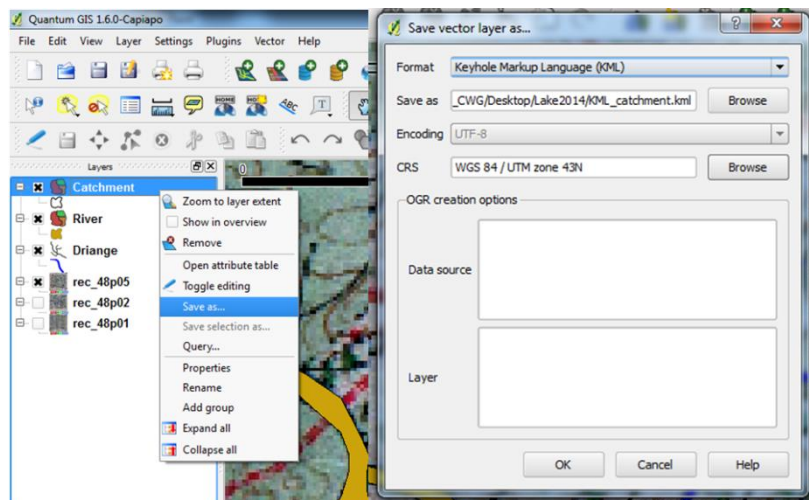 Quantum GIS 1.6.0-Capiapo
File Edit View Layer Settings Plugins Vector Help
Layers
Catchment
River
Driange
rec_48p05
rec_48p02
rec_48p01
Zoom to layer extent
Show in overview
Remove
Open attribute table
Toggle editing
Save as...
Save selection as...
Query...
Properties
Rename
Add group
Expand all
Collapse all
0
Save vector layer as...
Format Keyhole Markup Language (KML)
Save as _CWG/Desktop/Lake2014/KML_catchment.kml Browse
Encoding UTF-8
CRS WGS 84 / UTM zone 43N Browse
OGR creation options
Data source
Layer
OK Cancel Help